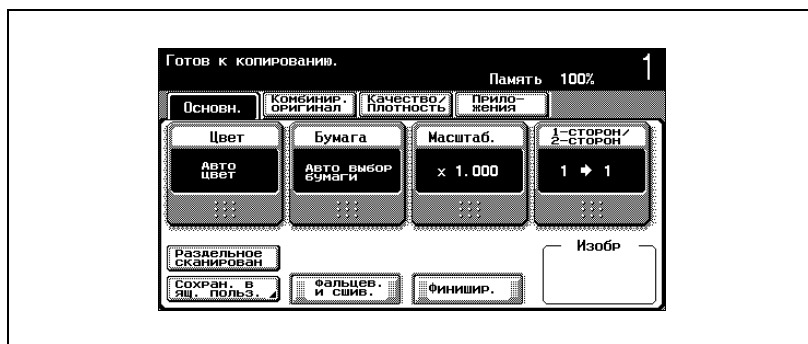 Готов к копированию.
Память 100% 1
Основн.
Комбинир.
оригинал
Качество/
плотность
Прило-
жения
Цвет
Бумага
Масштаб.
1-сторон/
2-сторон
Авто
цвет
Авто выбор
бумаги
x 1.000
1 ➔ 1
Раздельное
сканирован
Изобр
Сохран. в
ящ. польз.
Фальцев.
и сшив.
Финишир.